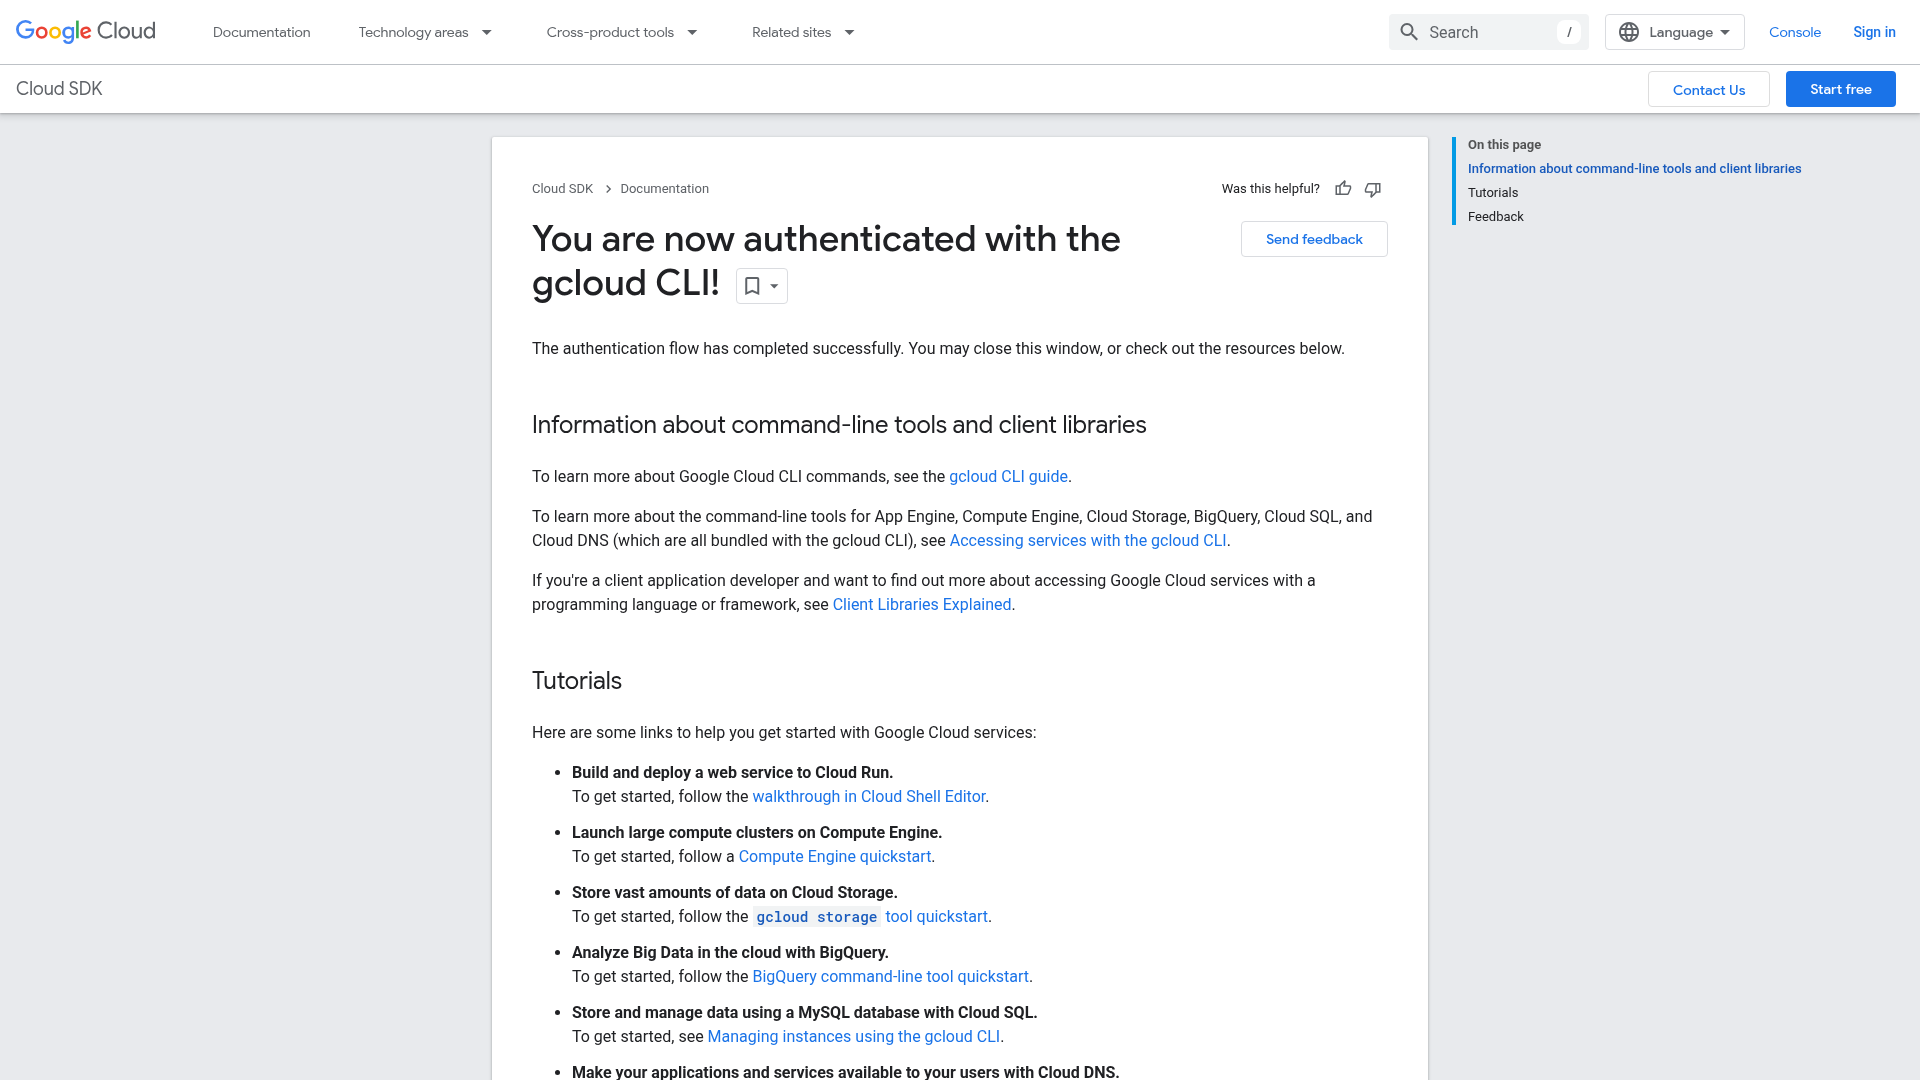 Google Cloud
Documentation
Technology areas
Cross-product tools
Related sites
Search
/
Language
Console
Sign in
Cloud SDK
Contact Us
Start free
Cloud SDK
Documentation
Was this helpful?
You are now authenticated with the
gcloud CLI!
Send feedback
The authentication flow has completed successfully. You may close this window, or check out the resources below.
Information about command-line tools and client libraries
To learn more about Google Cloud CLI commands, see the gcloud CLI guide.
To learn more about the command-line tools for App Engine, Compute Engine, Cloud Storage, BigQuery, Cloud SQL, and
Cloud DNS (which are all bundled with the gcloud CLI), see Accessing services with the gcloud CLI.
If you're a client application developer and want to find out more about accessing Google Cloud services with a
programming language or framework, see Client Libraries Explained.
Tutorials
Here are some links to help you get started with Google Cloud services:
• Build and deploy a web service to Cloud Run.
To get started, follow the walkthrough in Cloud Shell Editor.
• Launch large compute clusters on Compute Engine.
To get started, follow a Compute Engine quickstart.
• Store vast amounts of data on Cloud Storage.
To get started, follow the gcloud storage tool quickstart.
• Analyze Big Data in the cloud with BigQuery.
To get started, follow the BigQuery command-line tool quickstart.
• Store and manage data using a MySQL database with Cloud SQL.
To get started, see Managing instances using the gcloud CLI.
• Make your applications and services available to your users with Cloud DNS.
On this page
Information about command-line tools and client libraries
Tutorials
Feedback